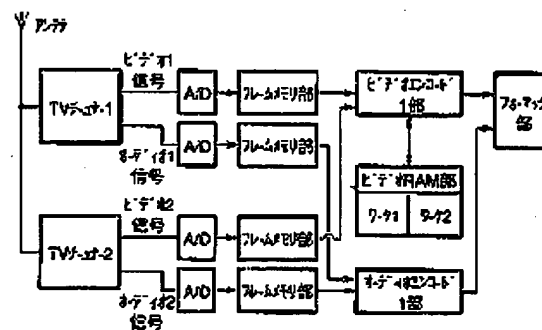 アンテナ
ビデオ1
信号
A/D
フレームメモリ部
ビデオエンコード
1部
フォーマット
部
TVチューナー1
オーディオ1
信号
A/D
フレームメモリ部
ビデオRAM部
ワーク1
ワーク2
ビデオ2
信号
A/D
フレームメモリ部
TVチューナー2
オーディオ2
信号
A/D
フレームメモリ部
オーディオエンコード
1部